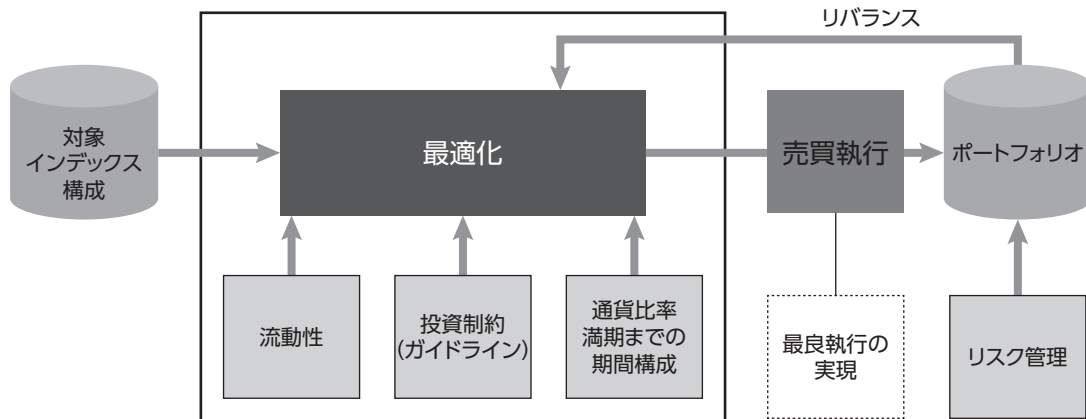 リバランス
対象
インデックス
構成
最適化
売買執行
ポートフォリオ
流動性
投資制約
(ガイドライン)
通貨比率
満期までの
期間構成
最良執行の
実現
リスク管理